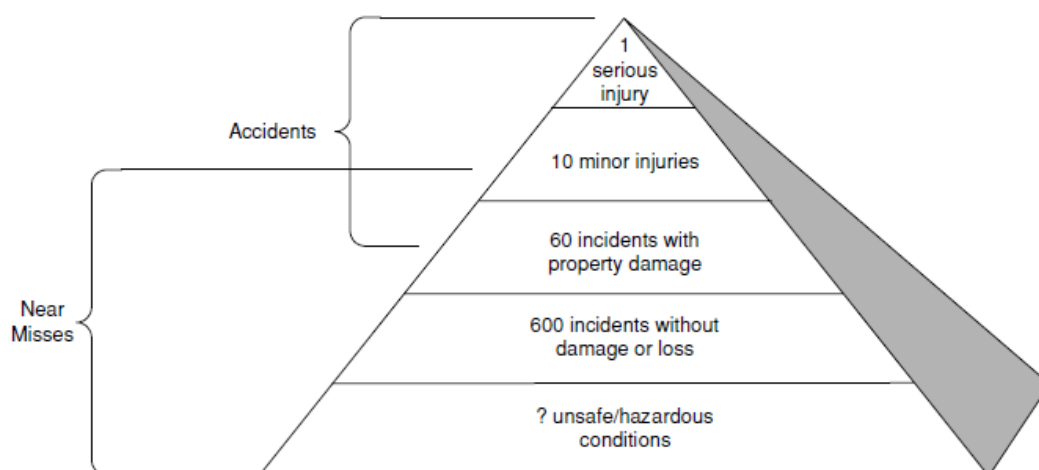 1
serious
injury
Accidents
10 minor injuries
60 incidents with
property damage
Near
Misses
600 incidents without
damage or loss
? unsafe/hazardous
conditions